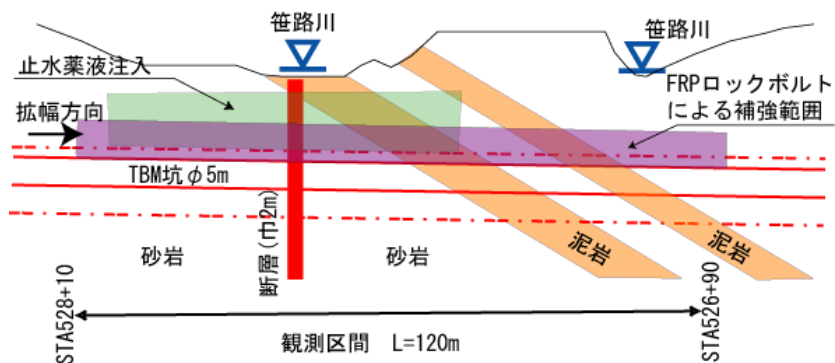 笹路川
笹路川
止水薬液注入
FRPロックボルト
による補強範囲
拡幅方向
TBM坑φ5m
断層(巾2m)
砂岩
砂岩
泥岩
泥岩
STA528+10
STA526+90
観測区間 L=120m